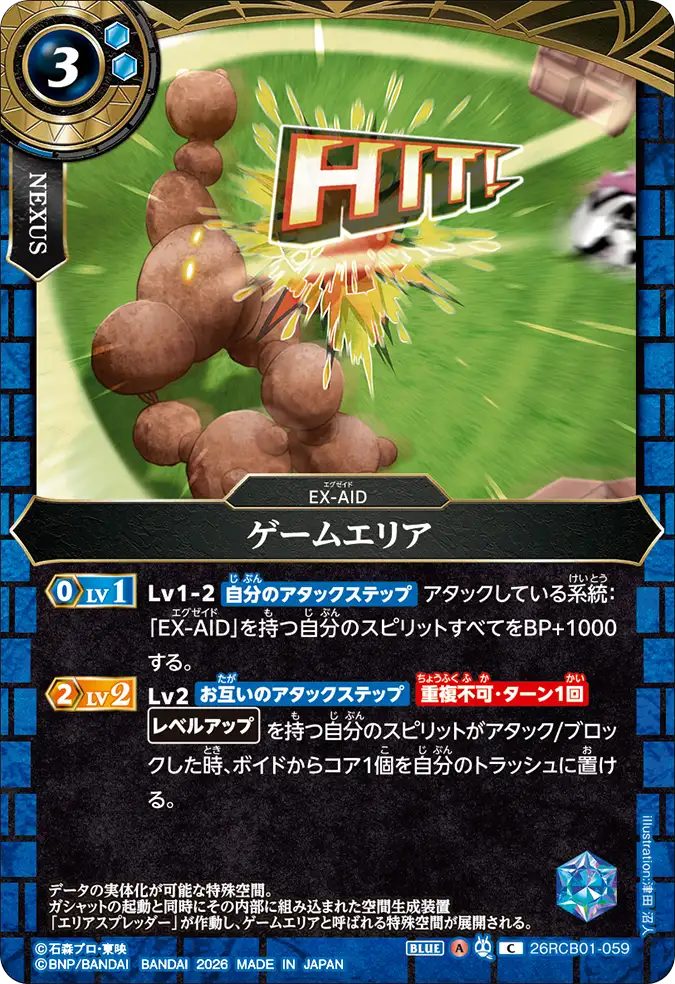 3
NEXUS
HIT!
エグゼイド
EX-AID
ゲームエリア
0 LV1 Lv1-2 自分のアタックステップ アタックしている系統:
「EX-AID」を持つ自分のスピリットすべてをBP+1000
する。
2 LV2 Lv2 お互いのアタックステップ 重複不可・ターン1回
レベルアップ を持つ自分のスピリットがアタック/ブロッ
クした時、ボイドからコア1個を自分のトラッシュに置け
る。
データの実体化が可能な特殊空間。
ガシャットの起動と同時にその内部に組み込まれた空間生成装置
「エリアスプレッダー」が作動し、ゲームエリアと呼ばれる特殊空間が展開される。
illustration:津田 沼人
©石森プロ・東映
©BNP/BANDAI BANDAI 2026 MADE IN JAPAN
BLUE A C 26RCB01-059